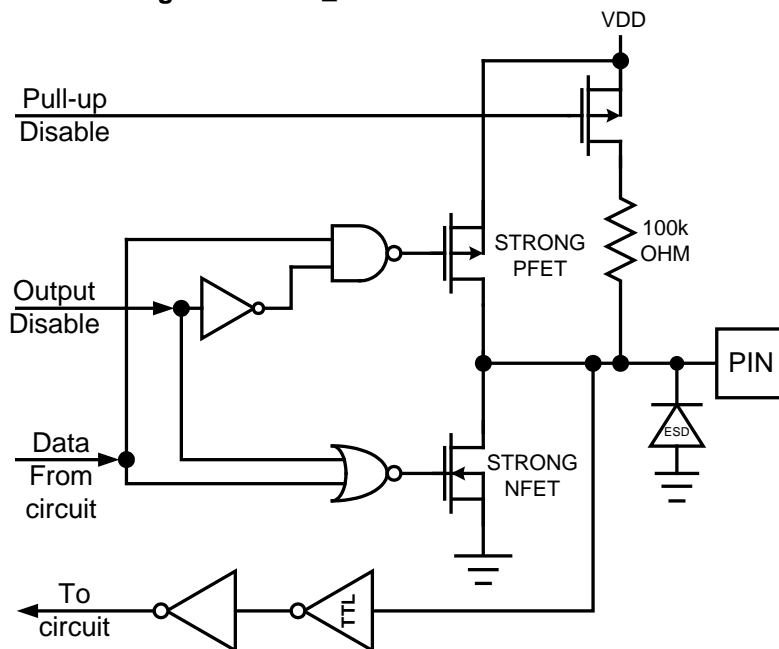 VDD
Pull-up
Disable
100k
OHM
STRONG
PFET
Output
Disable
PIN
ESD
Data
From
circuit
STRONG
NFET
To
circuit
TTL